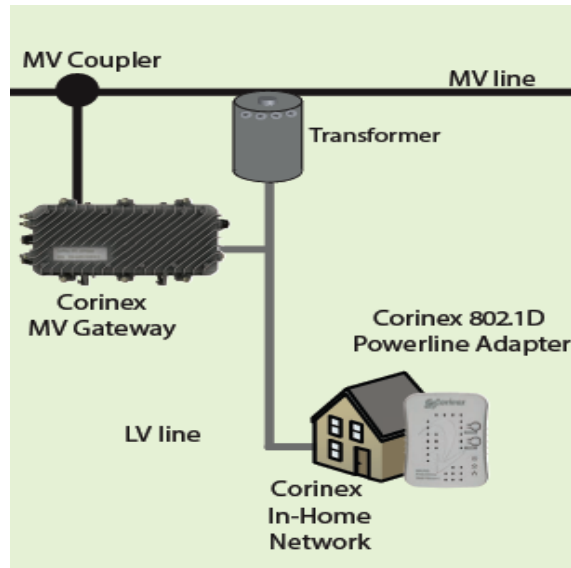 MV Coupler
MV line
Transformer
Corinex
MV Gateway
Corinex 802.1D
Powerline Adapter
Corinex
LV line
Corinex
In-Home
Network